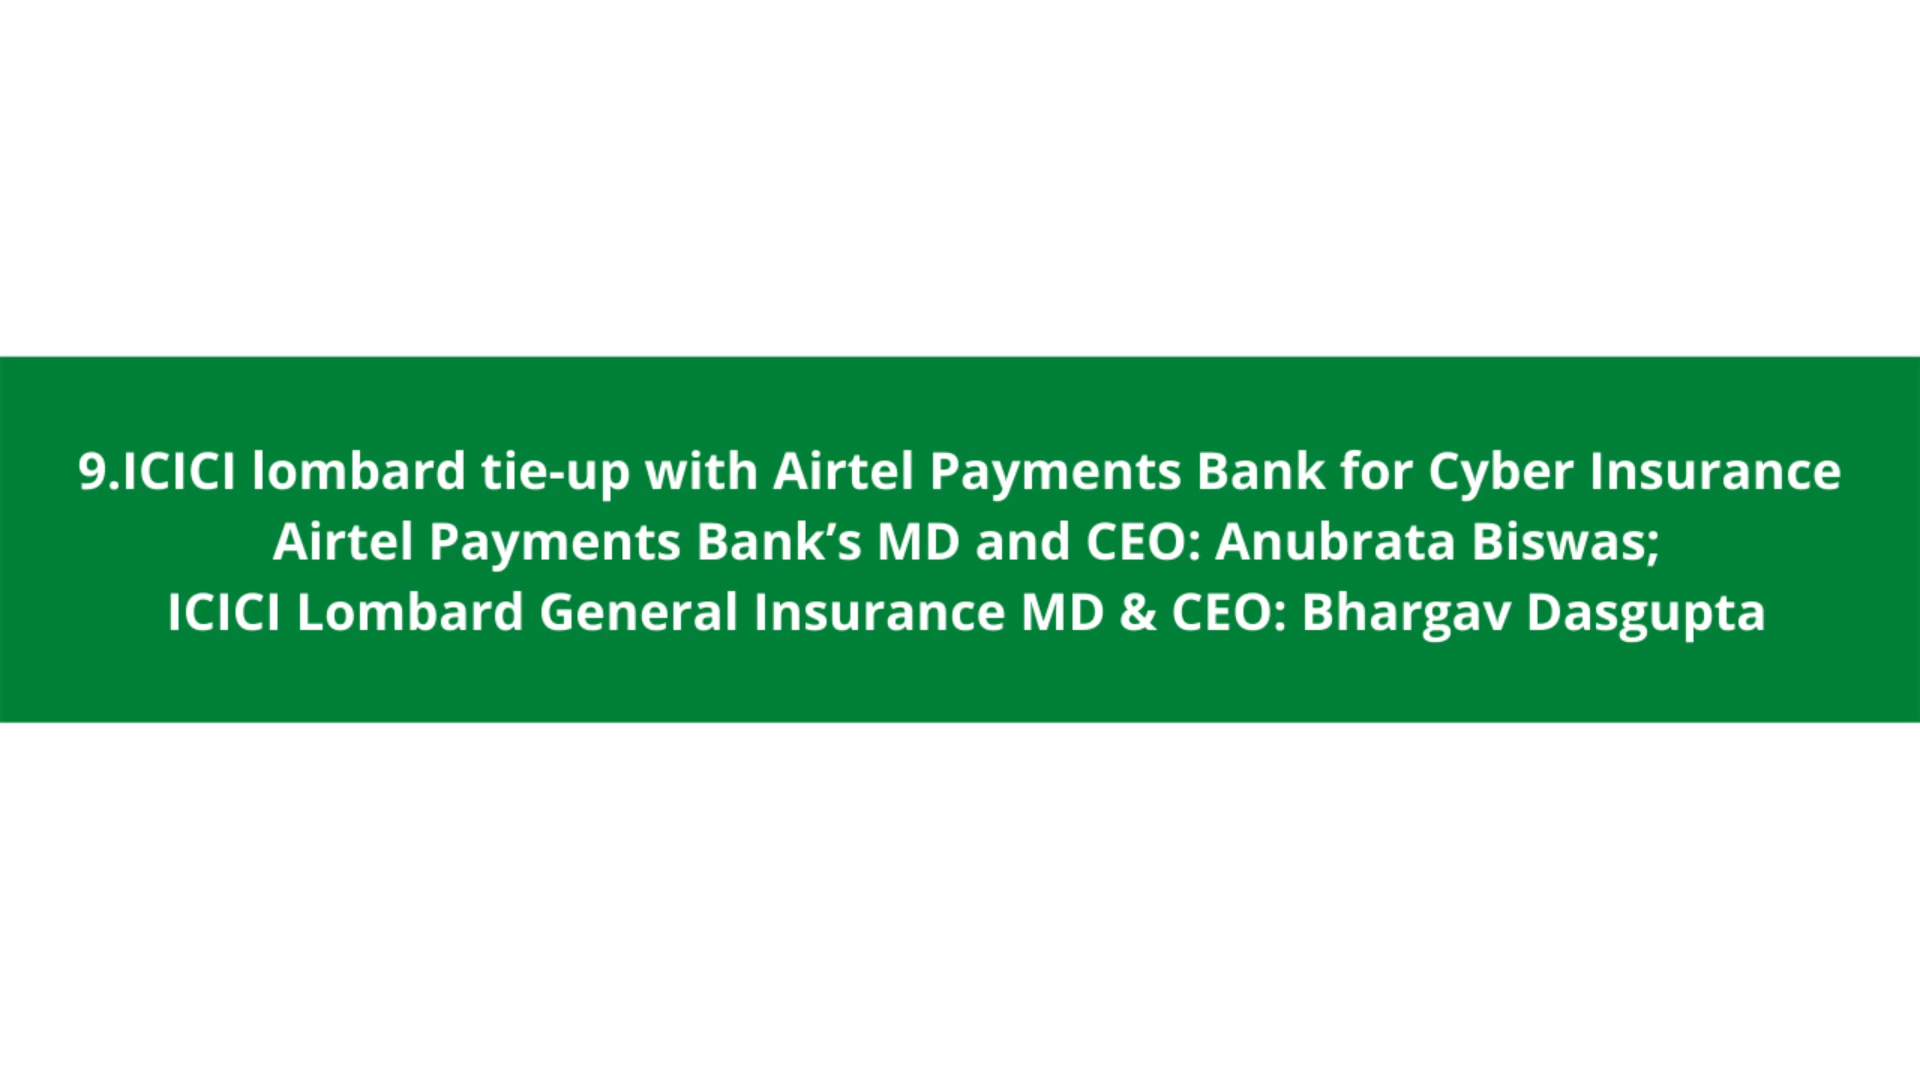 9.ICICI lombard tie-up with Airtel Payments Bank for Cyber Insurance
Airtel Payments Bank’s MD and CEO: Anubrata Biswas;
ICICI Lombard General Insurance MD & CEO: Bhargav Dasgupta